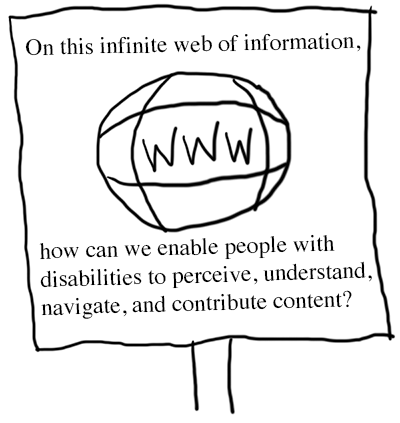 On this infinite web of information,
WWW
how can we enable people with
disabilities to perceive, understand,
navigate, and contribute content?